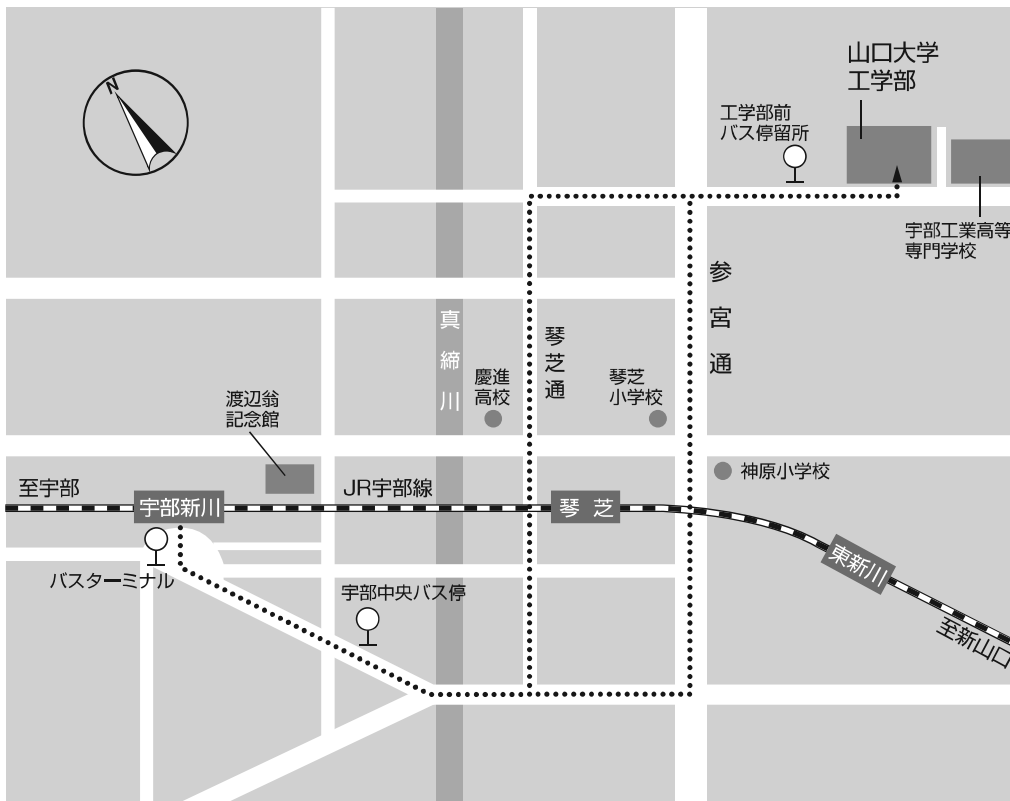 N
山口大学
工学部
工学部前
バス停留所
宇部工業高等
専門学校
参宮通
真締川
琴芝通
慶進
高校
琴芝
小学校
渡辺翁
記念館
神原小学校
至宇部
宇部新川
JR宇部線
琴芝
東新川
至新山口
バスターミナル
宇部中央バス停